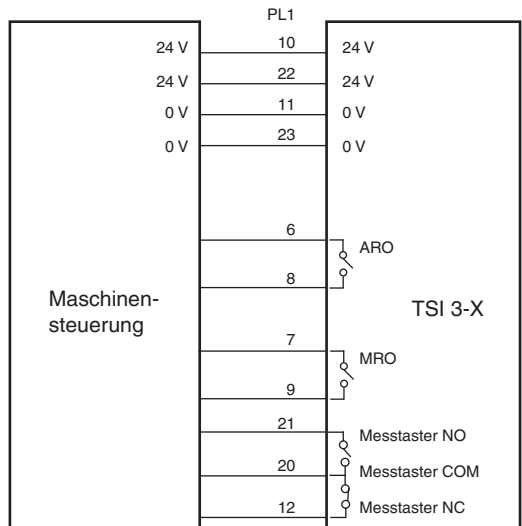 PL1
24 V 10 24 V
24 V 22 24 V
0 V 11 0 V
0 V 23 0 V
6
ARO
8
Maschinen-
steuerung
TSI 3-X
7
MRO
9
21
Messtaster NO
20 Messtaster COM
12 Messtaster NC